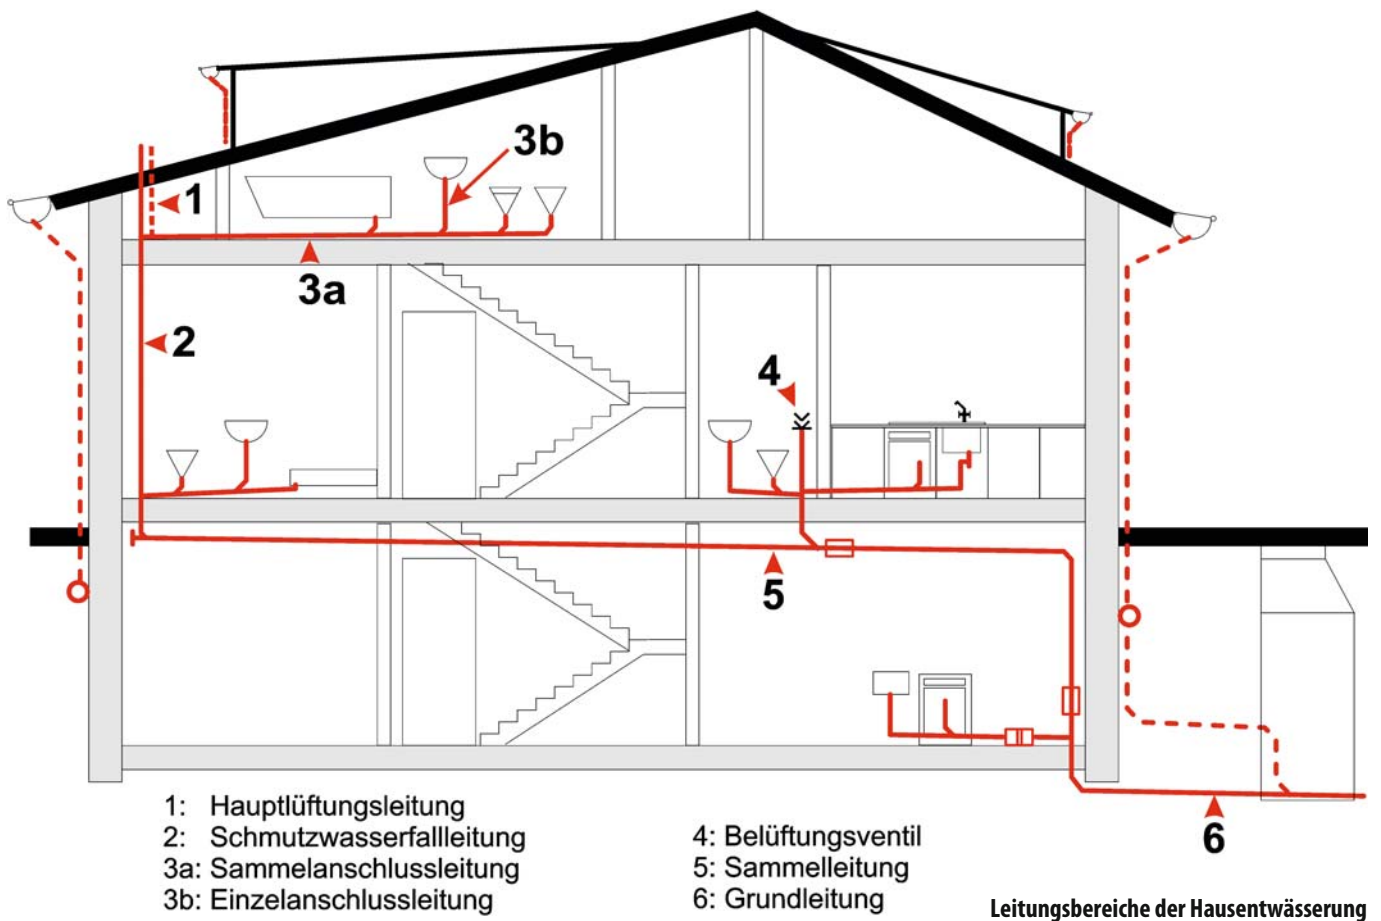 3b
1
3a
2
4
5
6
1: Hauptlüftungsleitung
2: Schmutzwasserfallleitung
3a: Sammelanschlussleitung
3b: Einzelanschlussleitung
4: Belüftungsventil
5: Sammelleitung
6: Grundleitung
Leitungsbereiche der Hausentwässerung